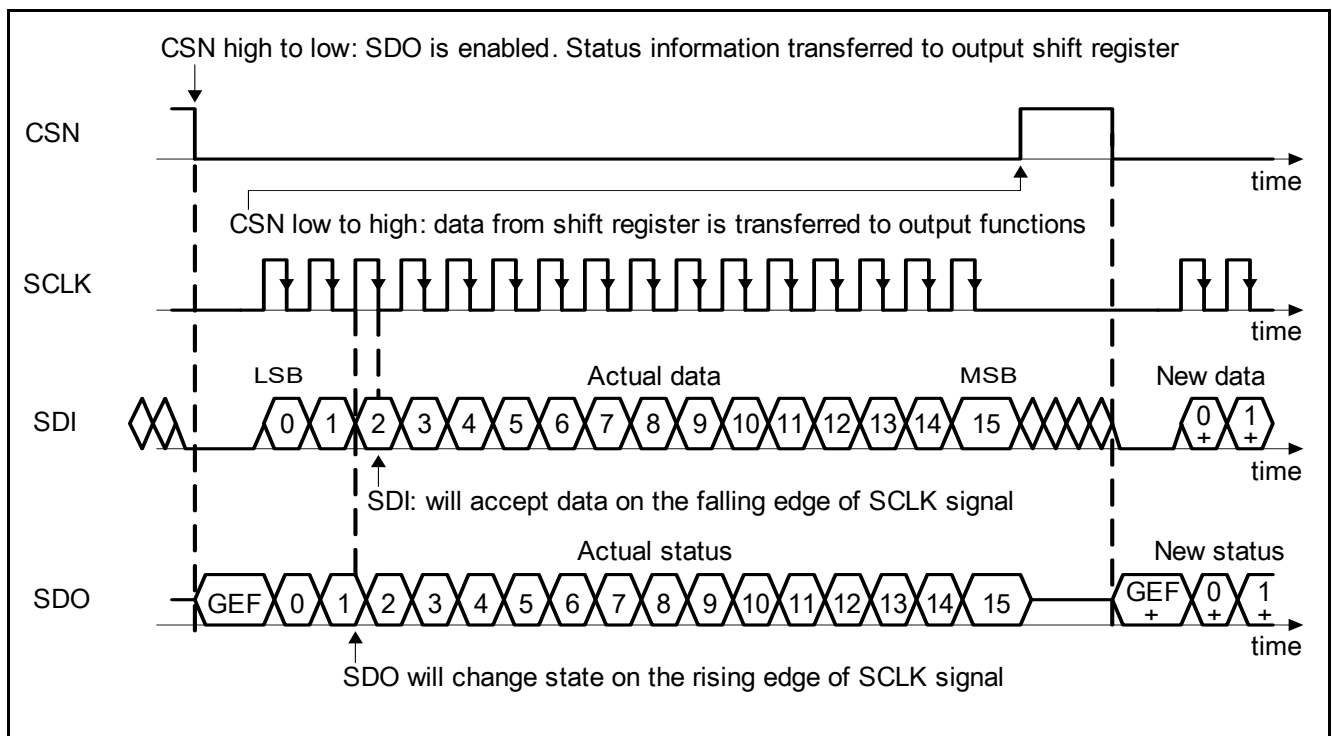 CSN high to low: SDO is enabled. Status information transferred to output shift register
CSN
time
CSN low to high: data from shift register is transferred to output functions
SCLK
time
LSB Actual data MSB New data
SDI 0 1 2 3 4 5 6 7 8 9 10 11 12 13 14 15 0+ 1+
time
SDI: will accept data on the falling edge of SCLK signal
Actual status New status
SDO GEF 0 1 2 3 4 5 6 7 8 9 10 11 12 13 14 15 GEF+ 0+ 1+
time
SDO will change state on the rising edge of SCLK signal